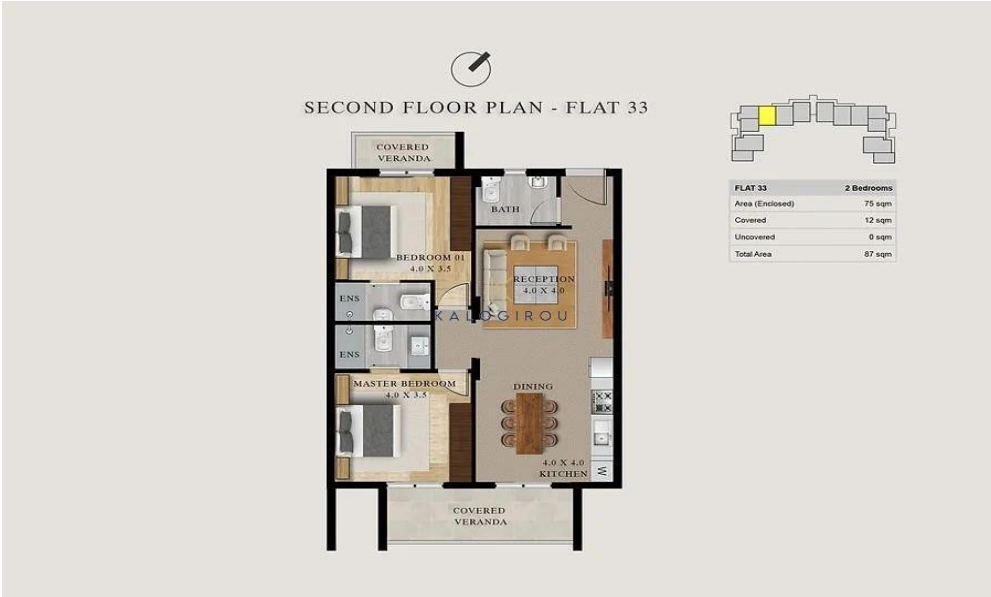 SECOND FLOOR PLAN - FLAT 33
COVERED
VERANDA
BATH
BEDROOM 01
4.0 X 3.5
RECEPTION
4.0 X 4.0
ENS
KALOGIROU
ENS
MASTER BEDROOM
4.0 X 3.5
DINING
4.0 X 4.0
KITCHEN
W
COVERED
VERANDA
FLAT 33 2 Bedrooms
Area (Enclosed) 75 sqm
Covered 12 sqm
Uncovered 0 sqm
Total Area 87 sqm